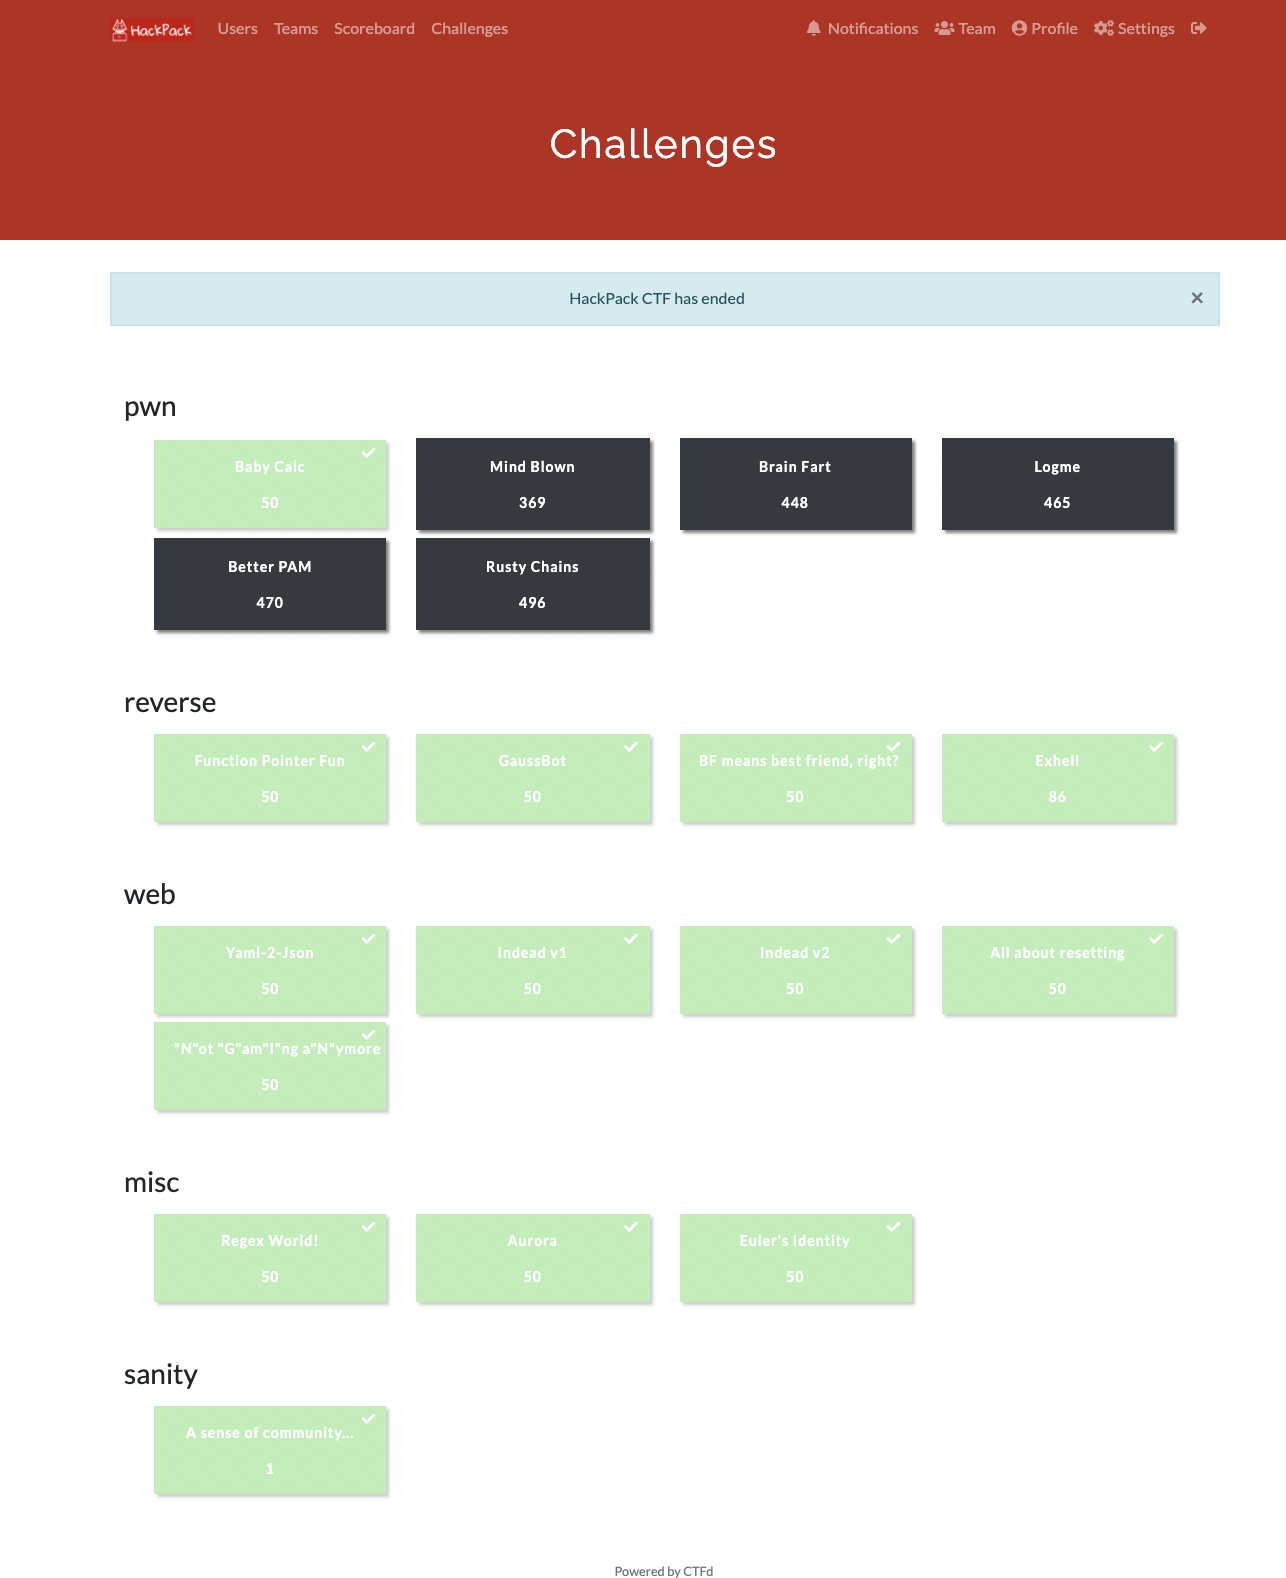 HackPack Users Teams Scoreboard Challenges Notifications Team Profile Settings
Challenges
HackPack CTF has ended ×
pwn
Baby Calc
50
Mind Blown
369
Brain Fart
448
Logme
465
Better PAM
470
Rusty Chains
496
reverse
Function Pointer Fun
50
GaussBot
50
BF means best friend, right?
50
Exhell
86
web
Yaml-2-Json
50
Indead v1
50
Indead v2
50
All about resetting
50
"N"ot "G"am"I"ng a"N"ymore
50
misc
Regex World!
50
Aurora
50
Euler's Identity
50
sanity
A sense of community...
1
Powered by CTFd